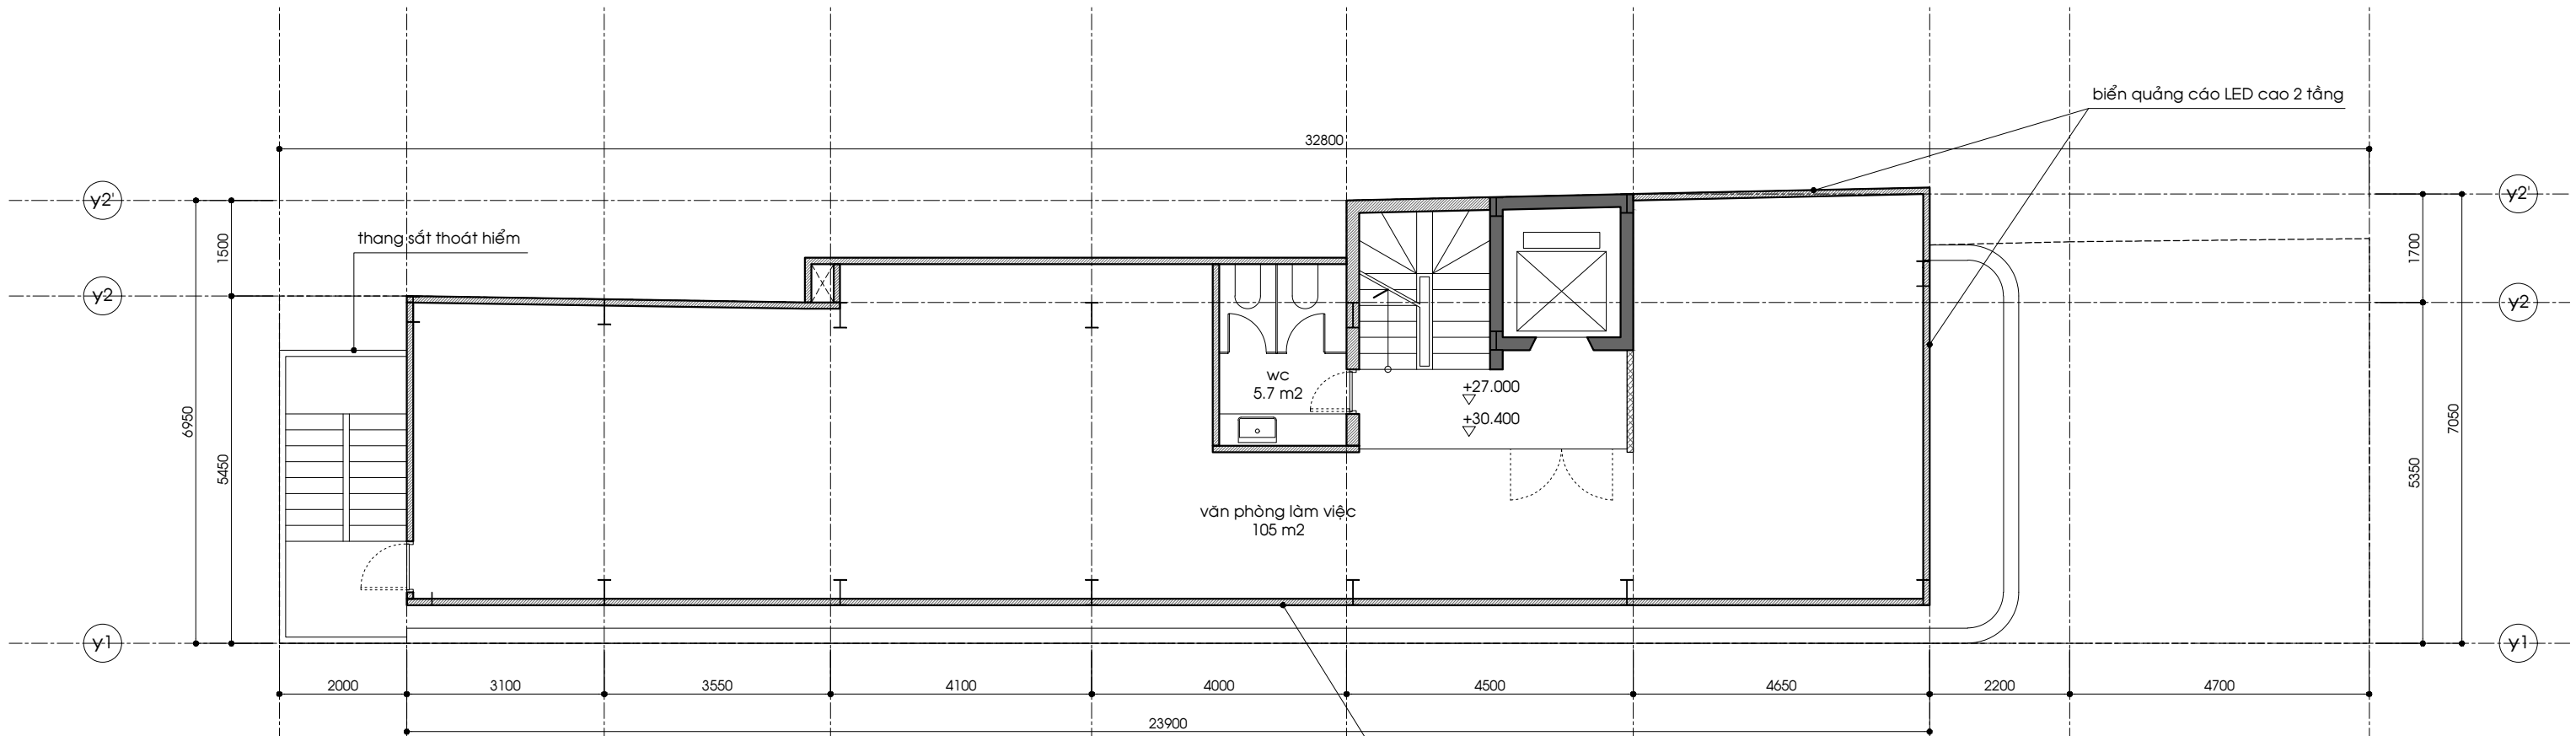 biển quảng cáo LED cao 2 tầng
32800
y2'
y2'
thang sắt thoát hiểm
1500
1700
y2
y2
wc
5.7 m2
+27.000
+30.400
6950
7050
5450
5350
văn phòng làm việc
105 m2
y1
y1
2000
3100
3550
4100
4000
4500
4650
2200
4700
23900